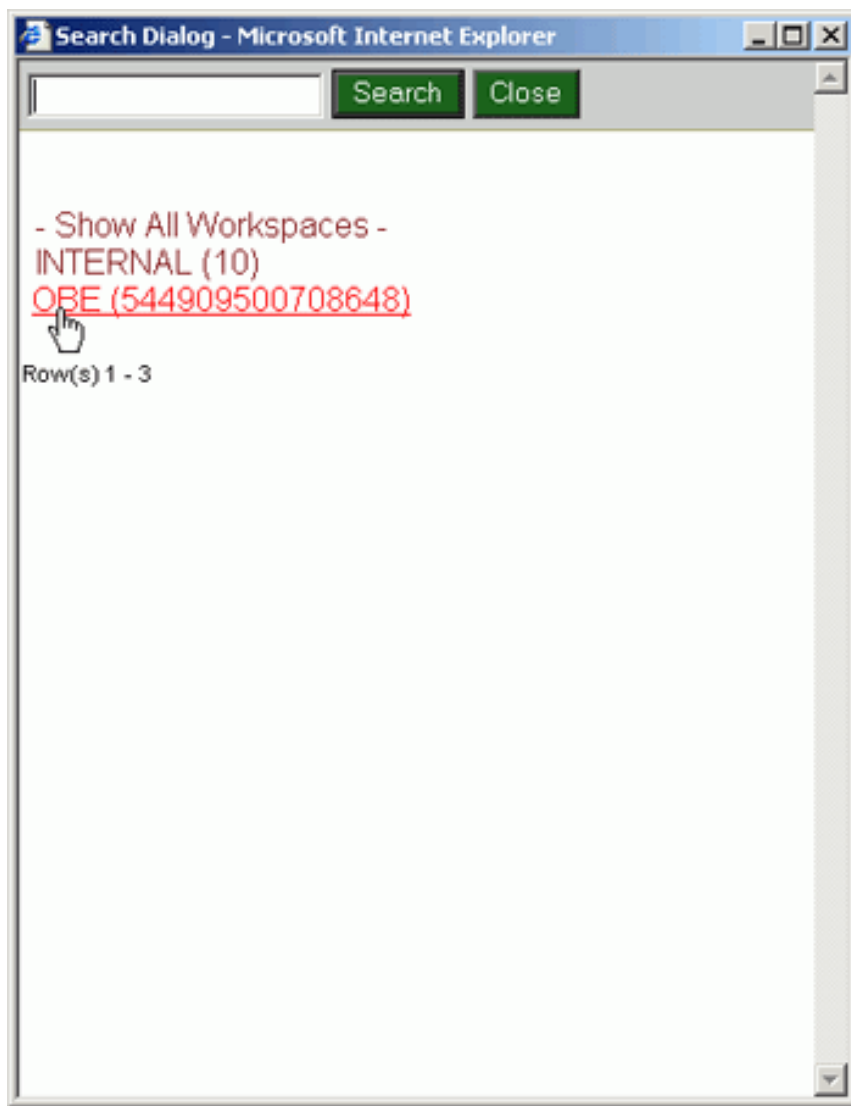 Search Dialog - Microsoft Internet Explorer
Search Close
- Show All Workspaces -
INTERNAL (10)
OBE (544909500708648)
Row(s) 1 - 3